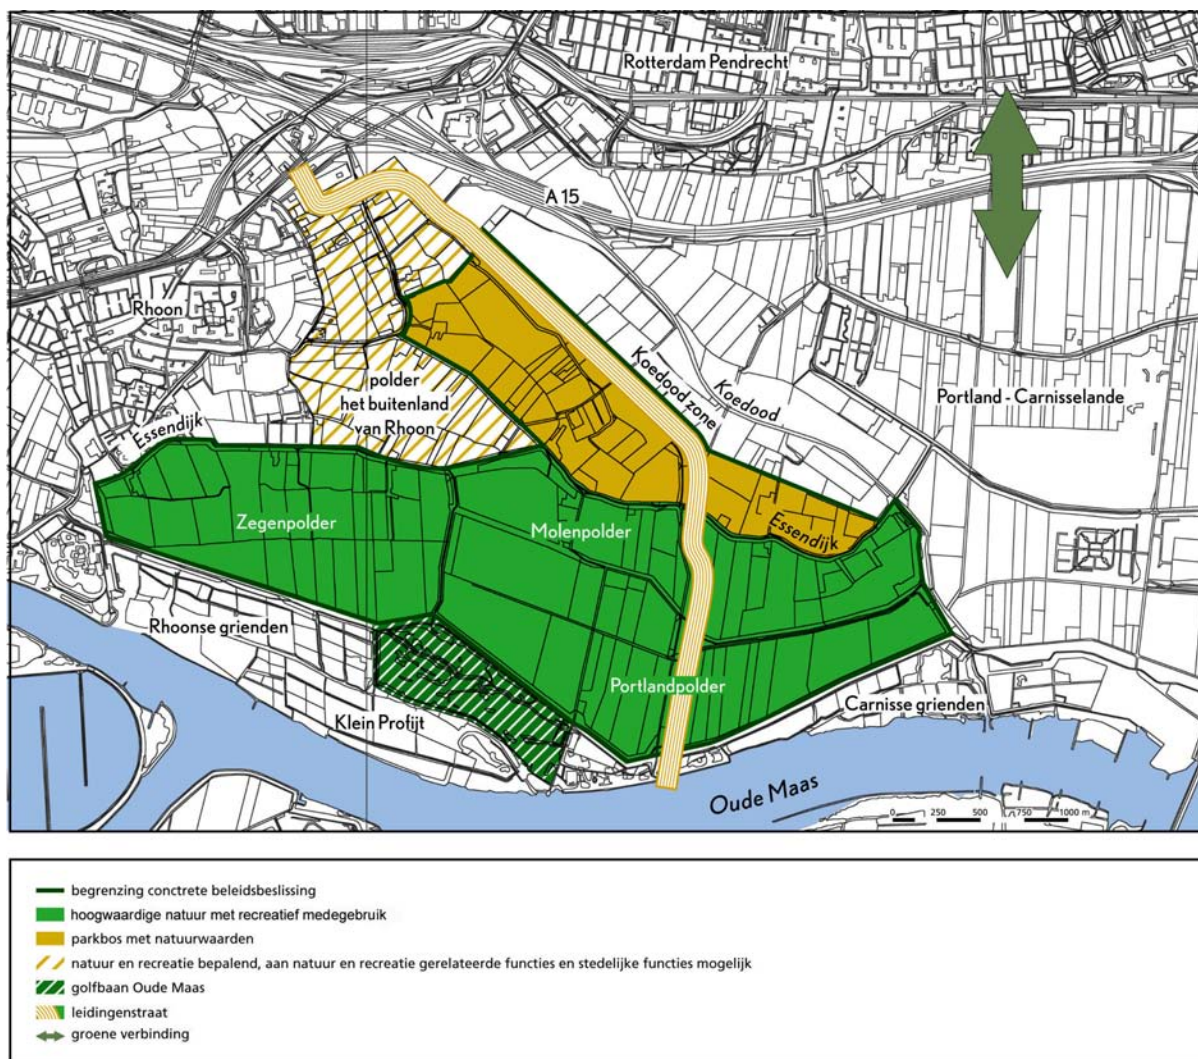 Rotterdam Pendrecht
A 15
Rhoon
Koedoodzone
Koedood
polder
het buitenland
van Rhoon
Portland - Carnisselande
Essendijk
Zegenpolder
Molenpolder
Essendijk
Rhoonse grienden
Portlandpolder
Carnisse grienden
Klein Profijt
Oude Maas
0 250 500 750 1000 m
begrenzing conctrete beleidsbeslissing
hoogwaardige natuur met recreatief medegebruik
parkbos met natuurwaarden
natuur en recreatie bepalend, aan natuur en recreatie gerelateerde functies en stedelijke functies mogelijk
golfbaan Oude Maas
leidingenstraat
groene verbinding